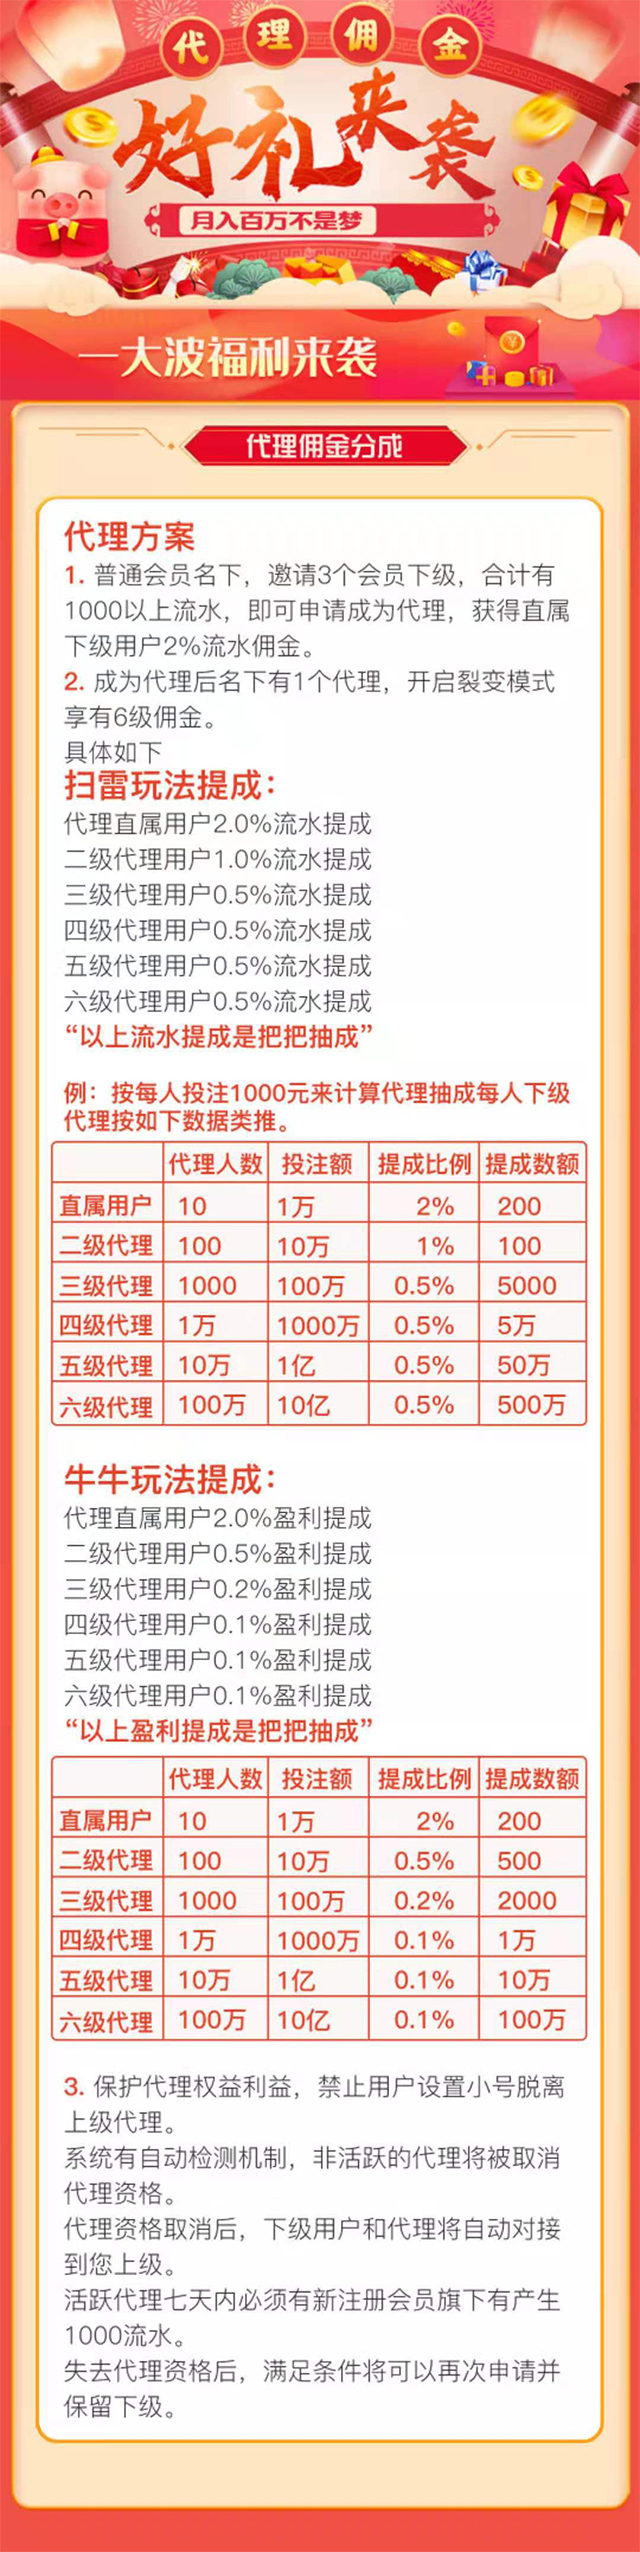 代理佣金
好礼来袭
月入百万不是梦
一大波福利来袭
代理佣金分成
代理方案
1. 普通会员名下，邀请3个会员下级，合计有
1000以上流水，即可申请成为代理，获得直属
下级用户2%流水佣金。
2. 成为代理后名下有1个代理，开启裂变模式
享有6级佣金。
具体如下
扫雷玩法提成：
代理直属用户2.0%流水提成
二级代理用户1.0%流水提成
三级代理用户0.5%流水提成
四级代理用户0.5%流水提成
五级代理用户0.5%流水提成
六级代理用户0.5%流水提成
“以上流水提成是把把抽成”
例：按每人投注1000元来计算代理抽成每人下级
代理按如下数据类推。
代理人数 投注额 提成比例 提成数额
直属用户 10 1万 2% 200
二级代理 100 10万 1% 100
三级代理 1000 100万 0.5% 5000
四级代理 1万 1000万 0.5% 5万
五级代理 10万 1亿 0.5% 50万
六级代理 100万 10亿 0.5% 500万
牛牛玩法提成：
代理直属用户2.0%盈利提成
二级代理用户0.5%盈利提成
三级代理用户0.2%盈利提成
四级代理用户0.1%盈利提成
五级代理用户0.1%盈利提成
六级代理用户0.1%盈利提成
“以上盈利提成是把把抽成”
代理人数 投注额 提成比例 提成数额
直属用户 10 1万 2% 200
二级代理 100 10万 0.5% 500
三级代理 1000 100万 0.2% 2000
四级代理 1万 1000万 0.1% 1万
五级代理 10万 1亿 0.1% 10万
六级代理 100万 10亿 0.1% 100万
3. 保护代理权益利益，禁止用户设置小号脱离
上级代理。
系统有自动检测机制，非活跃的代理将被取消
代理资格。
代理资格取消后，下级用户和代理将自动对接
到您上级。
活跃代理七天内必须有新注册会员旗下有产生
1000流水。
失去代理资格后，满足条件将可以再次申请并
保留下级。